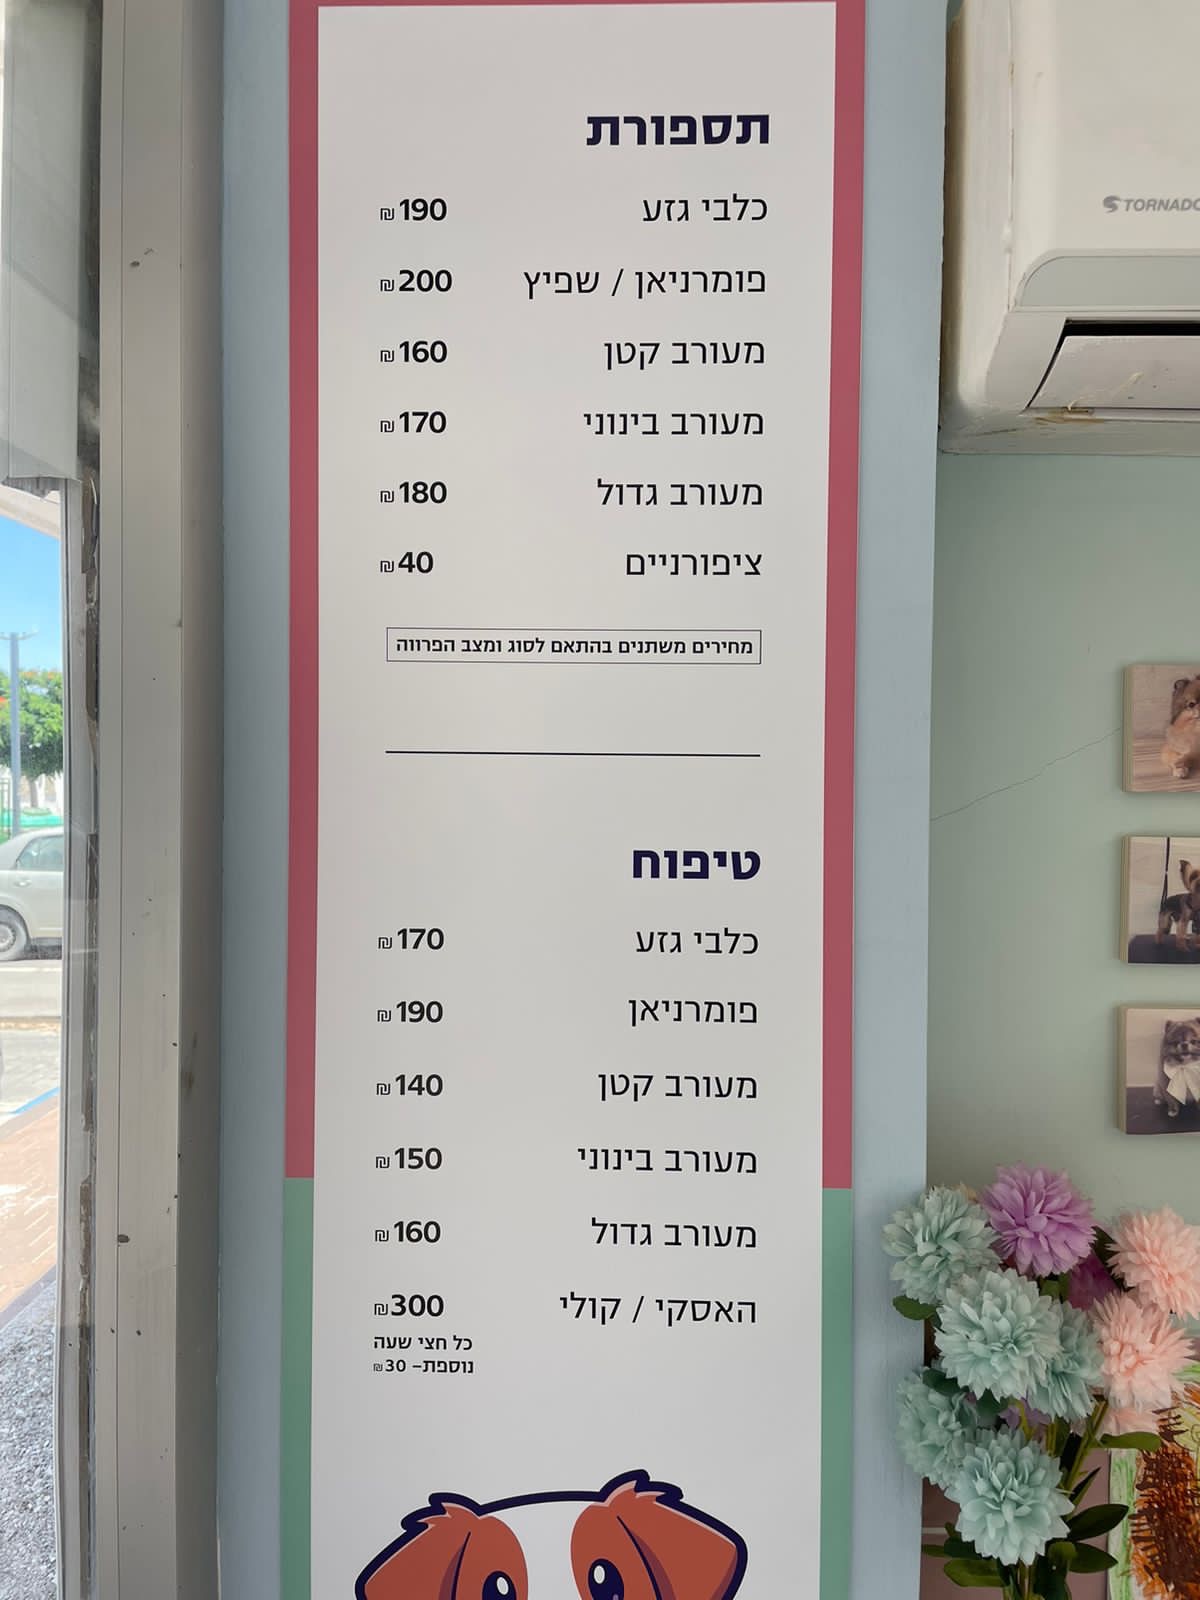 תספורת
כלבי גזע 190 ₪
פומרניאן / שפיץ 200 ₪
מעורב קטן 160 ₪
מעורב בינוני 170 ₪
מעורב גדול 180 ₪
ציפורניים 40 ₪
מחירים משתנים בהתאם לסוג ומצב הפרווה
טיפוח
כלבי גזע 170 ₪
פומרניאן 190 ₪
מעורב קטן 140 ₪
מעורב בינוני 150 ₪
מעורב גדול 160 ₪
האסקי / קולי 300 ₪
כל חצי שעה
נוספת- 30 ₪
TORNADO